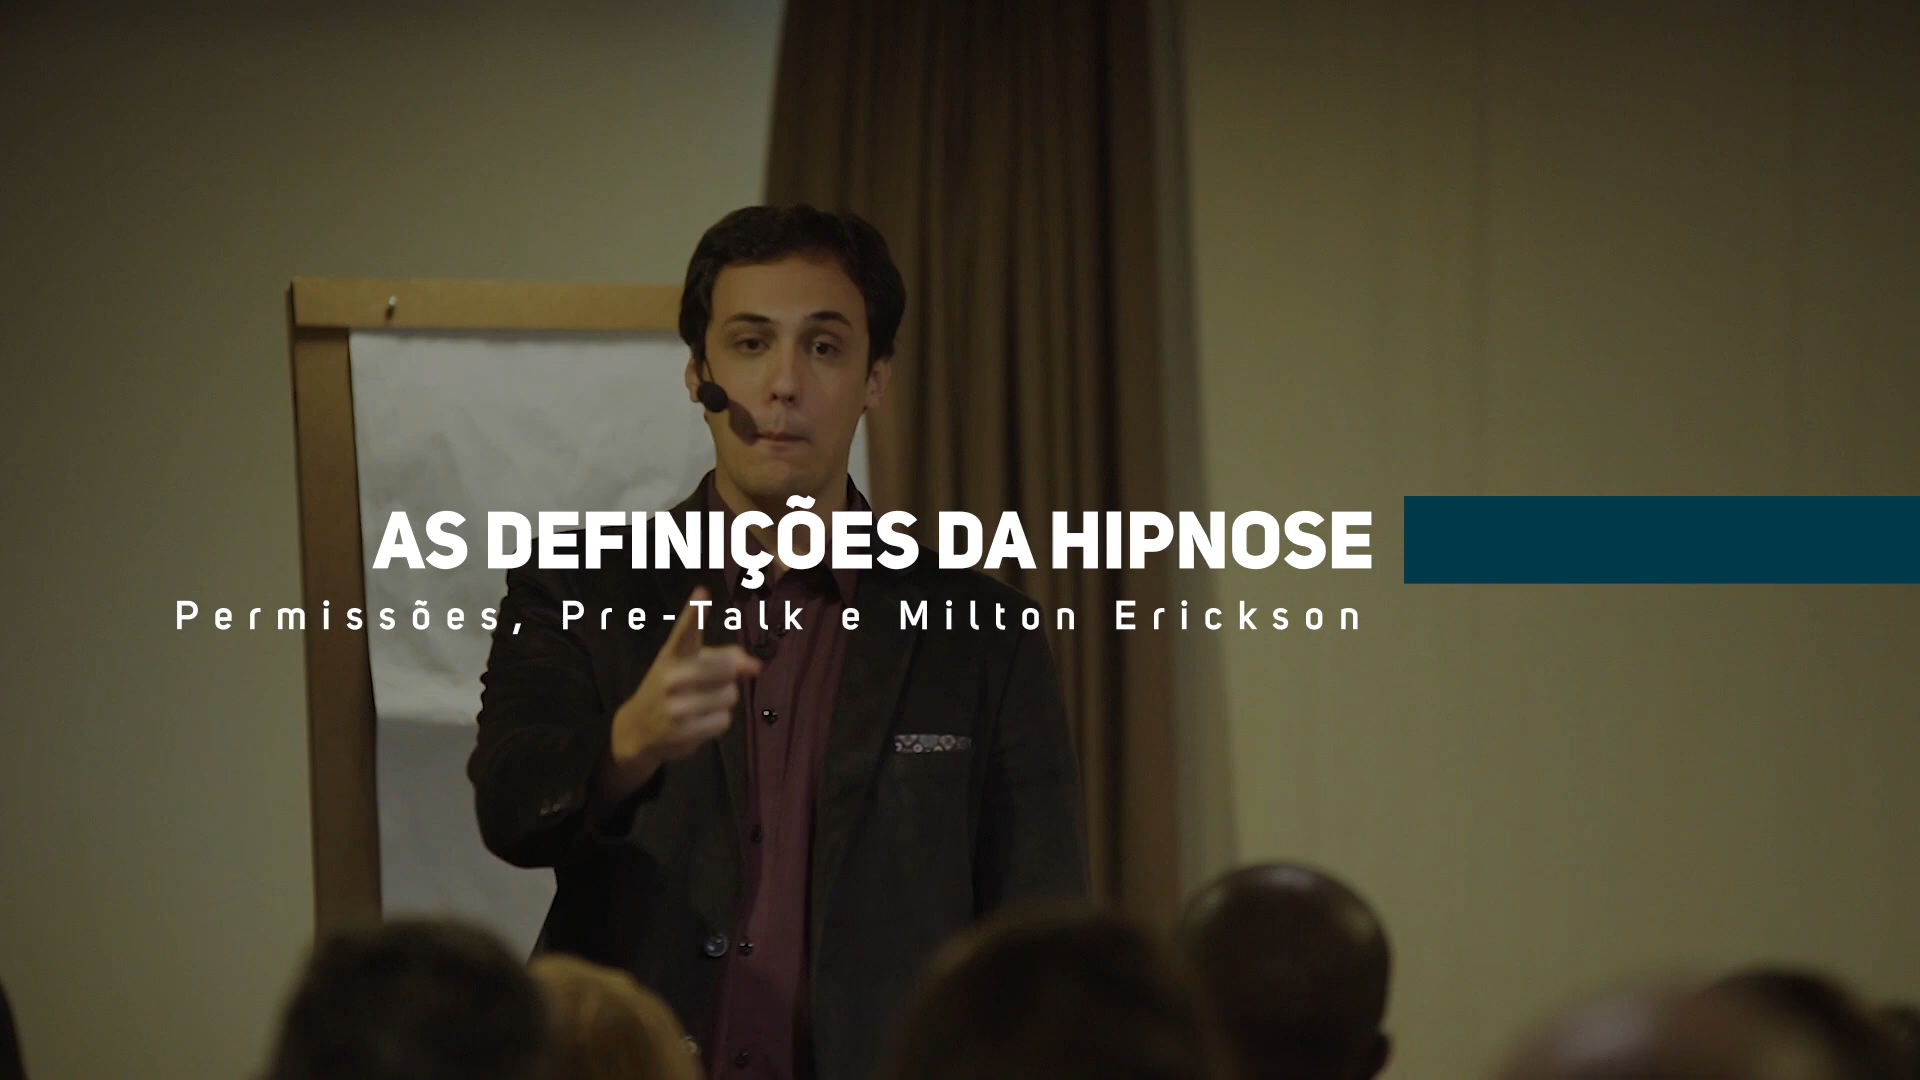 AS DEFINIÇÕES DA HIPNOSE
Permissões, Pre-Talk e Milton Erickson